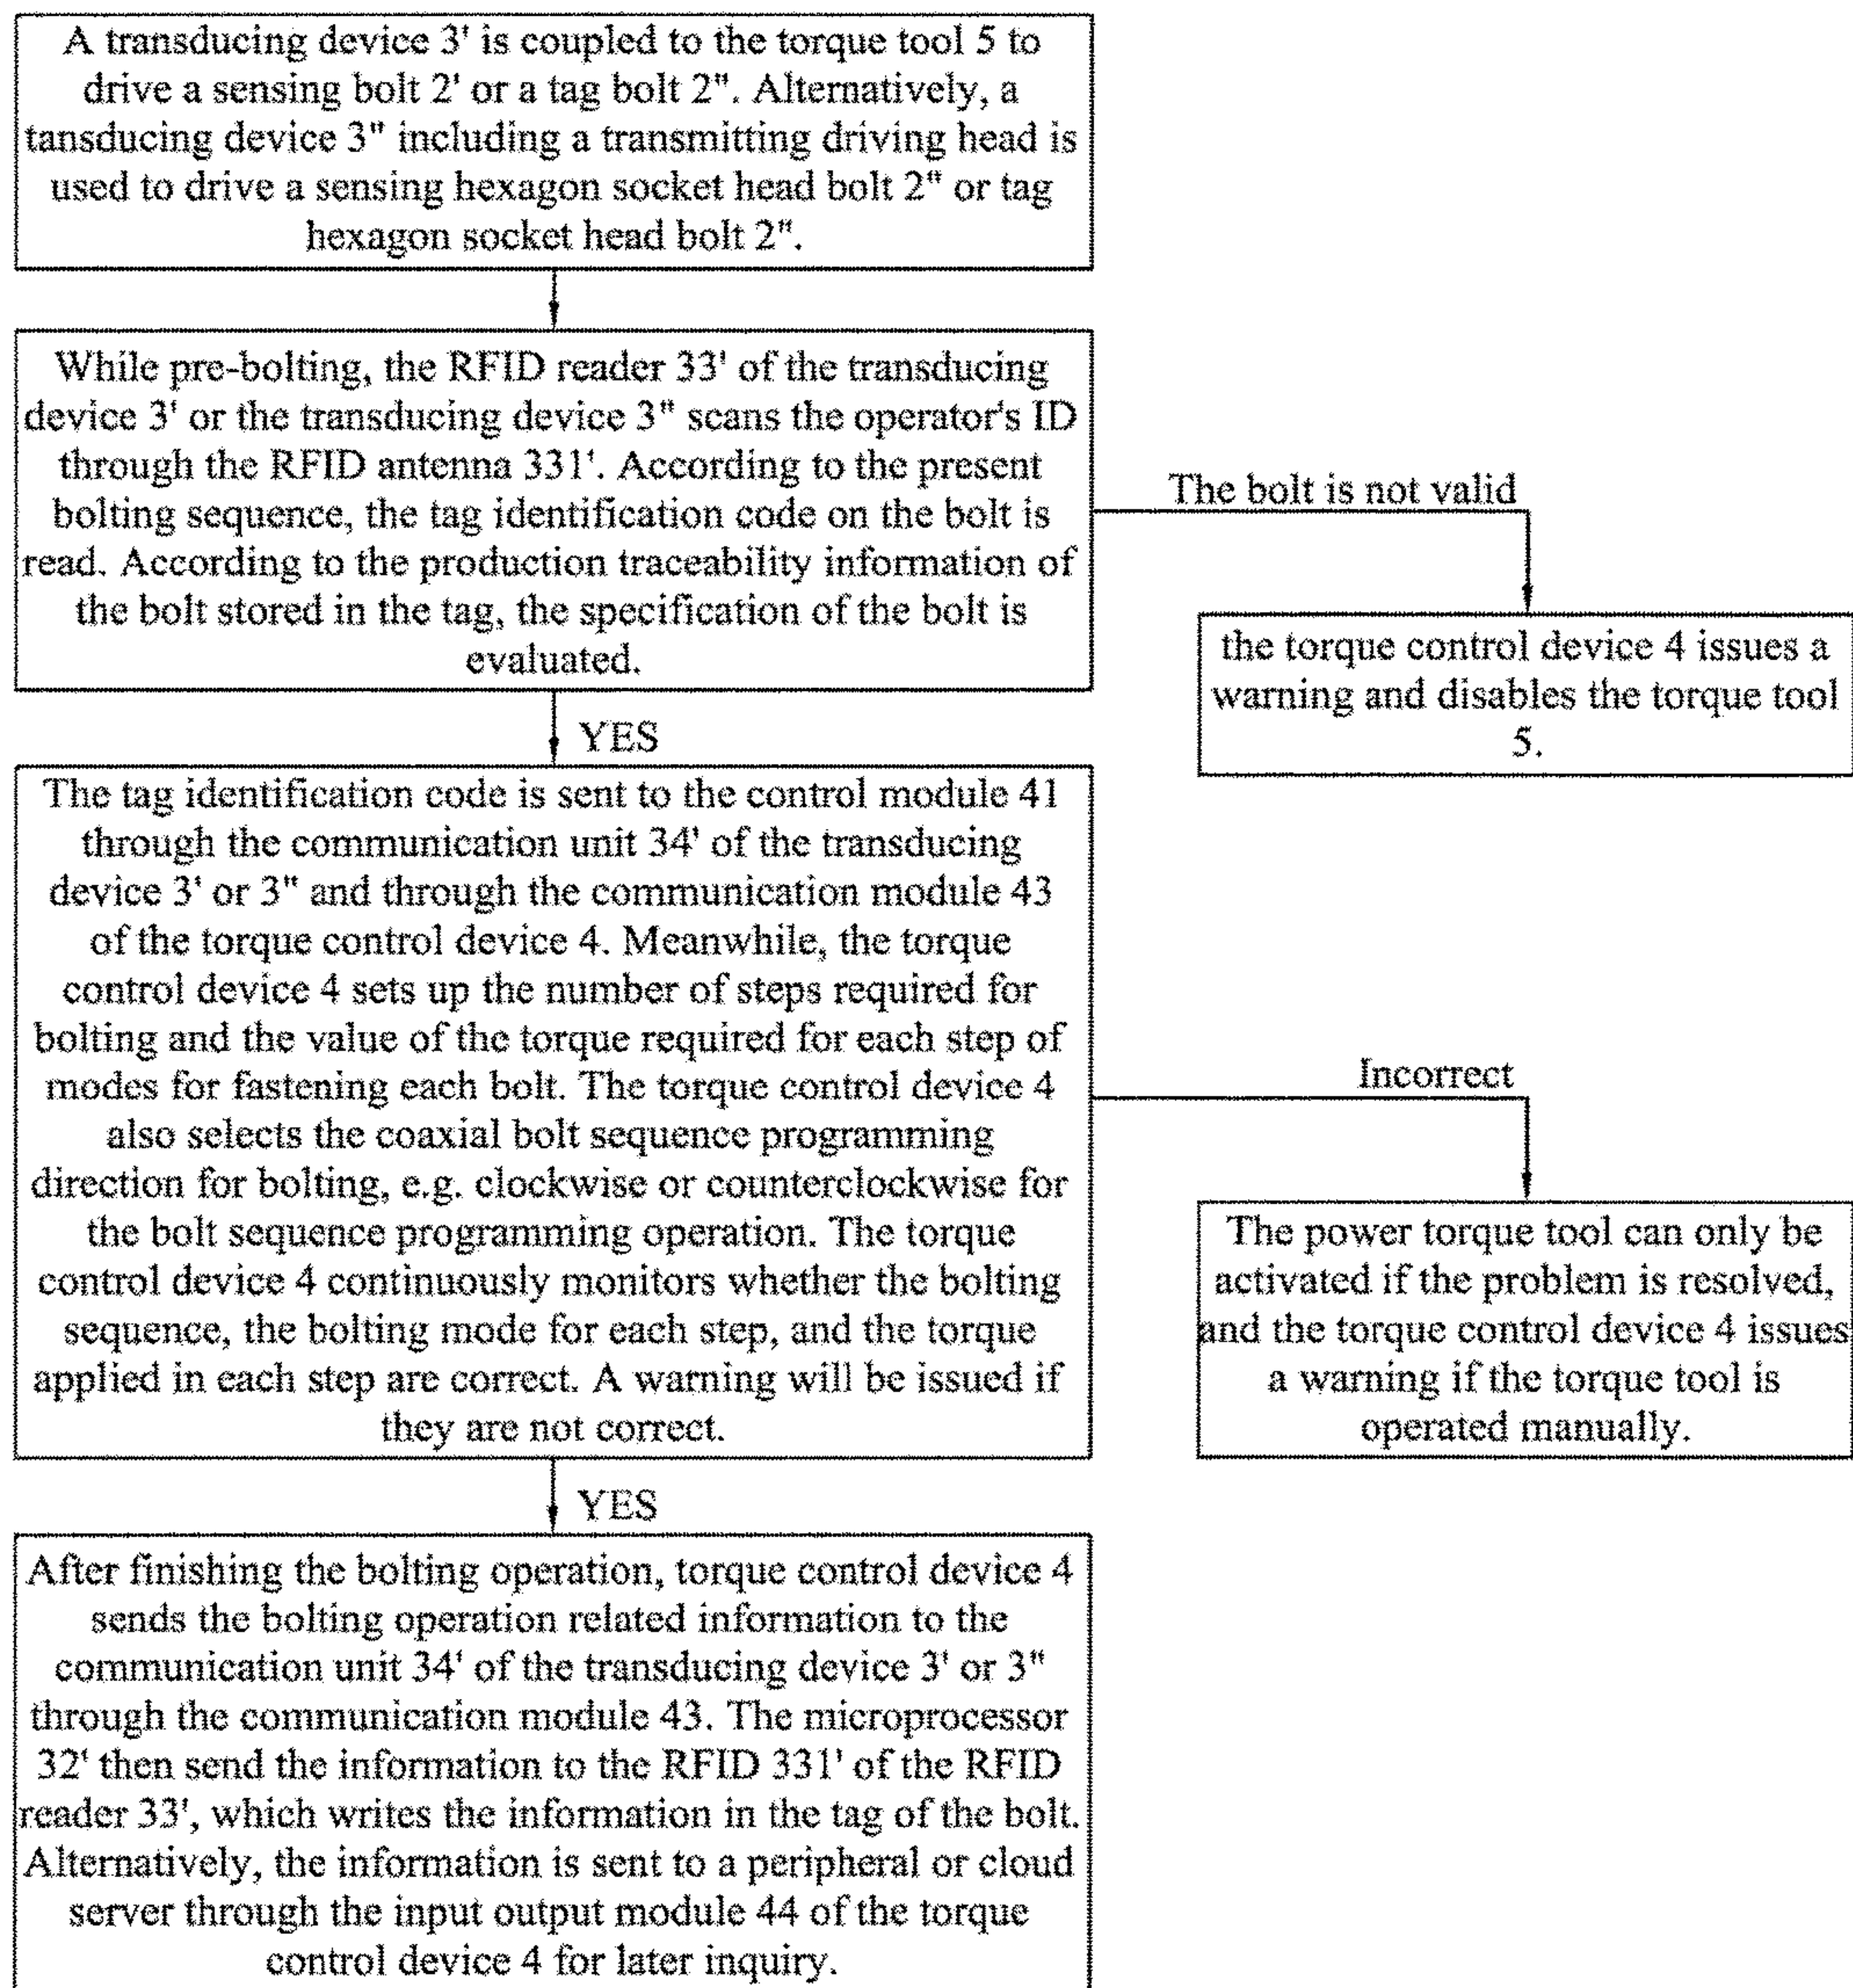 A transducing device 3' is coupled to the torque tool 5 to
drive a sensing bolt 2' or a tag bolt 2". Alternatively, a
tansducing device 3" including a transmitting driving head is
used to drive a sensing hexagon socket head bolt 2" or tag
hexagon socket head bolt 2".
While pre-bolting, the RFID reader 33' of the transducing
device 3' or the transducing device 3" scans the operator's ID
through the RFID antenna 331'. According to the present
bolting sequence, the tag identification code on the bolt is
read. According to the production traceability information of
the bolt stored in the tag, the specification of the bolt is
evaluated.
The bolt is not valid
the torque control device 4 issues a
warning and disables the torque tool
5.
YES
The tag identification code is sent to the control module 41
through the communication unit 34' of the transducing
device 3' or 3" and through the communication module 43
of the torque control device 4. Meanwhile, the torque
control device 4 sets up the number of steps required for
bolting and the value of the torque required for each step of
modes for fastening each bolt. The torque control device 4
also selects the coaxial bolt sequence programming
direction for bolting, e.g. clockwise or counterclockwise for
the bolt sequence programming operation. The torque
control device 4 continuously monitors whether the bolting
sequence, the bolting mode for each step, and the torque
applied in each step are correct. A warning will be issued if
they are not correct.
Incorrect
The power torque tool can only be
activated if the problem is resolved,
and the torque control device 4 issues
a warning if the torque tool is
operated manually.
YES
After finishing the bolting operation, torque control device 4
sends the bolting operation related information to the
communication unit 34' of the transducing device 3' or 3"
through the communication module 43. The microprocessor
32' then send the information to the RFID 331' of the RFID
reader 33', which writes the information in the tag of the bolt.
Alternatively, the information is sent to a peripheral or cloud
server through the input output module 44 of the torque
control device 4 for later inquiry.